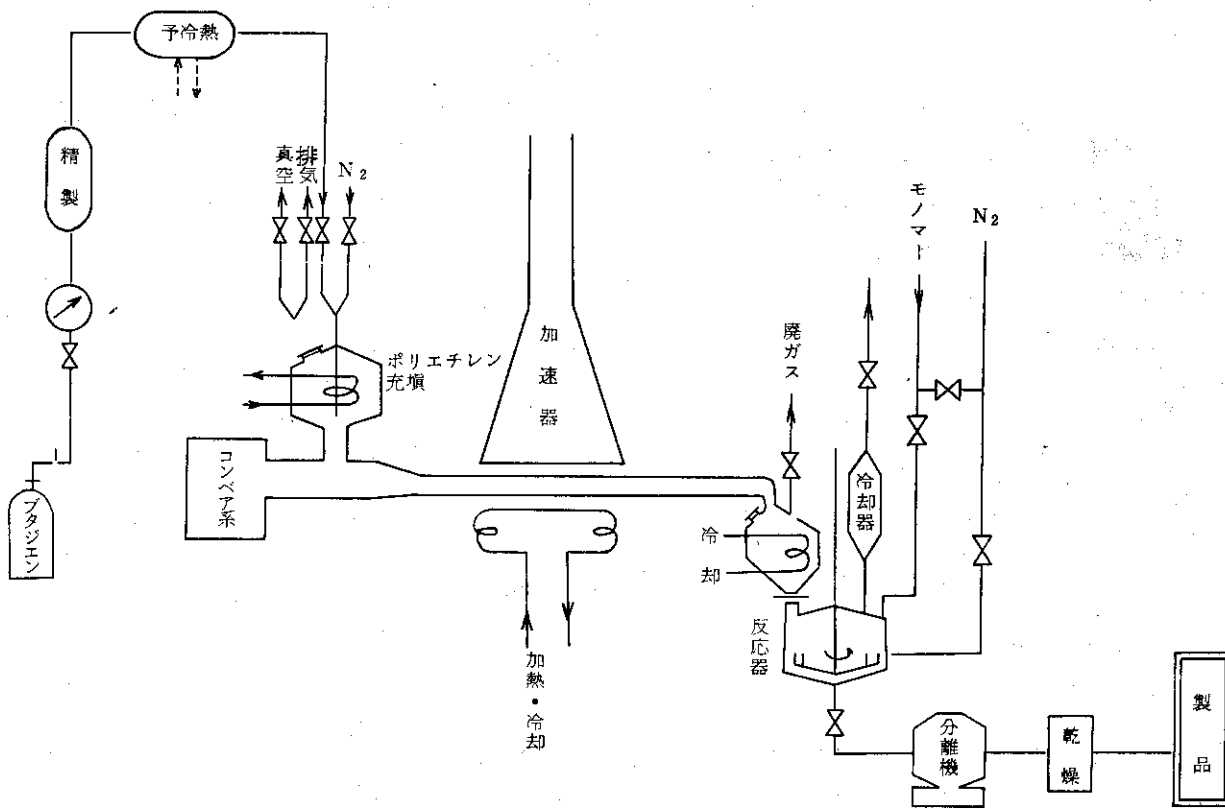 予冷熱
精製
真空
排気
N2
モノマー
N2
加速器
廃ガス
ポリエチレン
充塡
コンベア系
ブタジエン
冷却器
冷
却
反応器
加熱・冷却
分離機
乾燥
製品